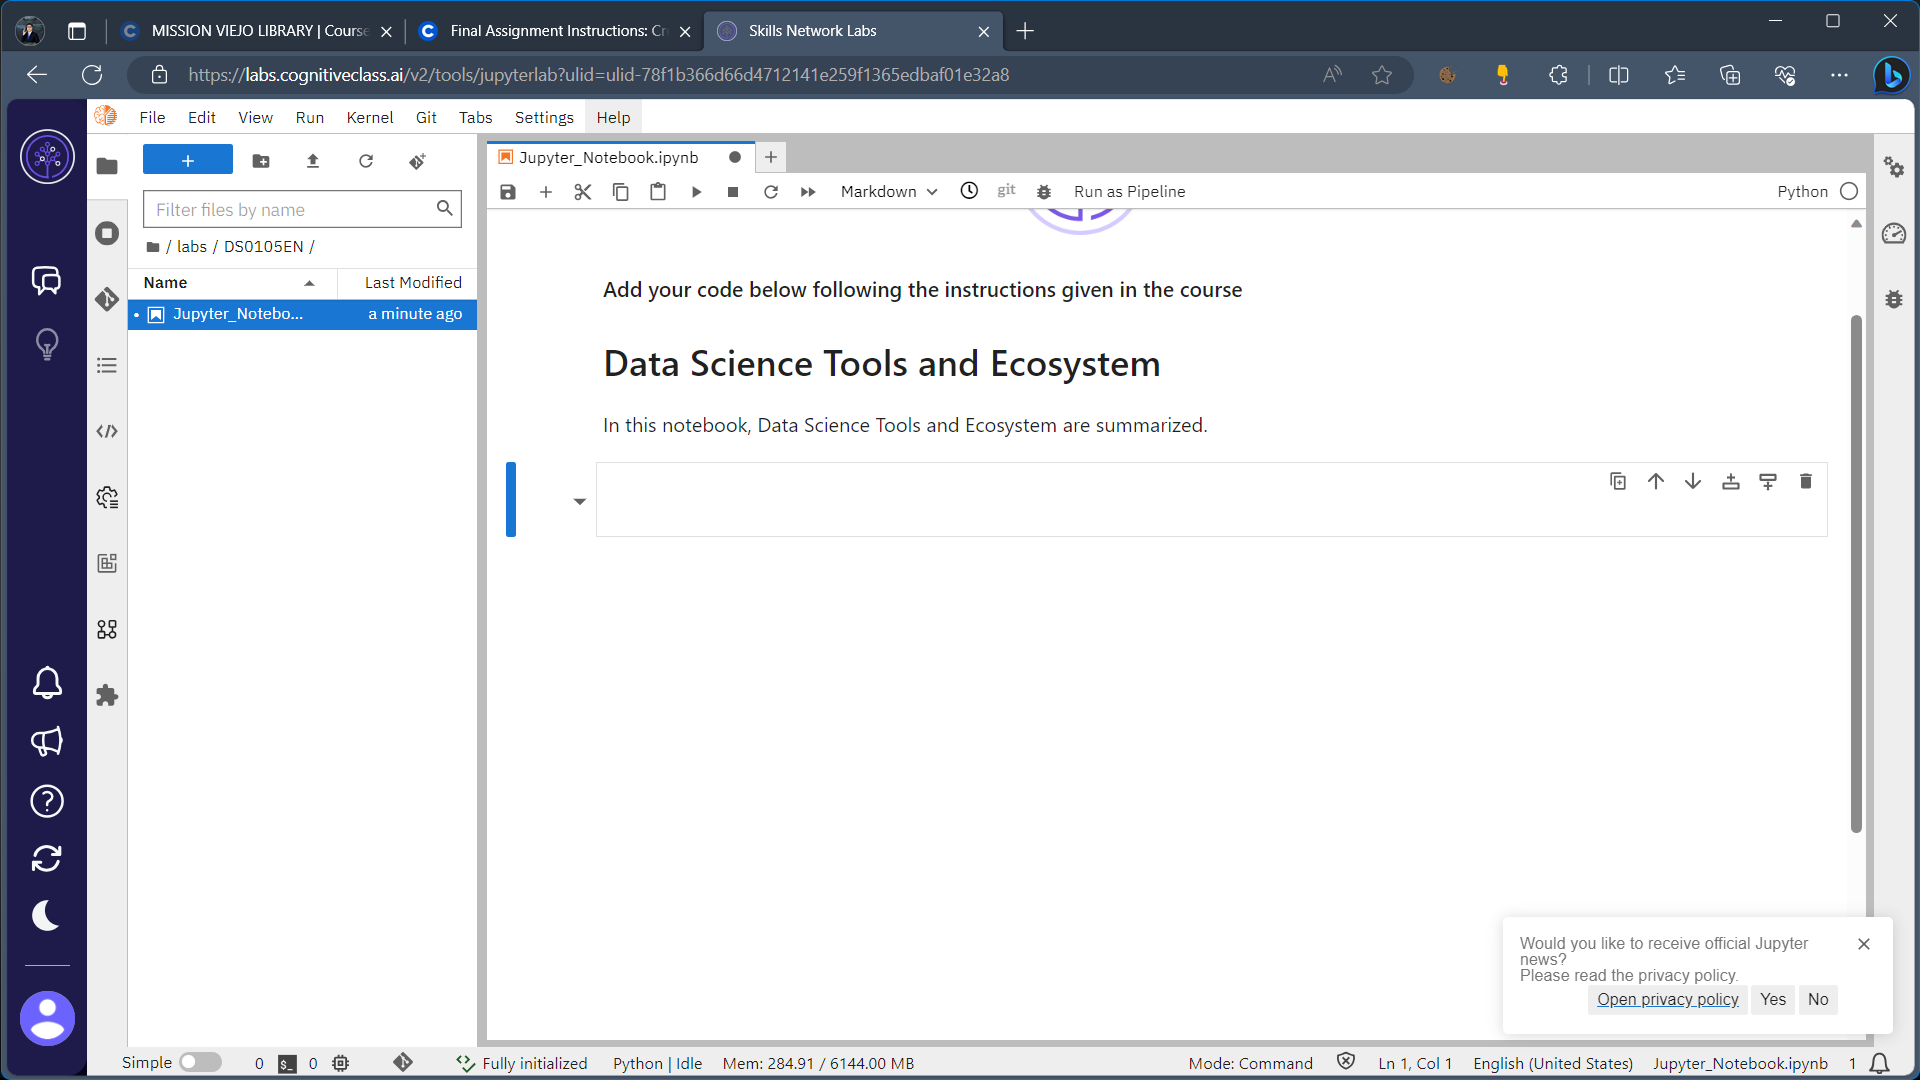 MISSION VIEJO LIBRARY | Course
Final Assignment Instructions: Cr
Skills Network Labs
https://labs.cognitiveclass.ai/v2/tools/jupyterlab?ulid=ulid-78f1b366d66d4712141e259f1365edbaf01e32a8
File Edit View Run Kernel Git Tabs Settings Help
Filter files by name
/ labs / DS0105EN /
Name Last Modified
Jupyter_Notebo... a minute ago
Jupyter_Notebook.ipynb
Markdown git Run as Pipeline Python
Add your code below following the instructions given in the course
Data Science Tools and Ecosystem
In this notebook, Data Science Tools and Ecosystem are summarized.
Would you like to receive official Jupyter
news?
Please read the privacy policy.
Open privacy policy Yes No
Simple 0 $_ 0 Fully initialized Python | Idle Mem: 284.91 / 6144.00 MB Mode: Command Ln 1, Col 1 English (United States) Jupyter_Notebook.ipynb 1